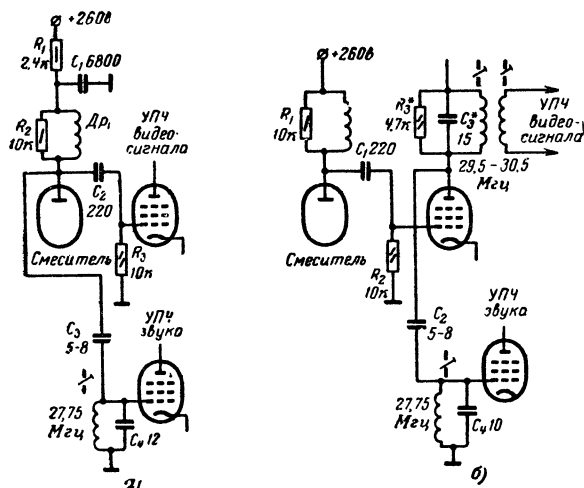 +260в
R1
2,4к
C1 6800
R2
10к
Др1
УПЧ
видео-
сигнала
C2
220
Смеситель
R3
10к
C3
5-8
УПЧ
звука
27,75
Мгц
C4 12
а)
+260в
R1
10к
C1 220
R3*
4,7к
C3*
15
УПЧ
видео-
сигнала
29,5-30,5
Мгц
Смеситель
R2
10к
C2
5-8
УПЧ
звука
27,75
Мгц
C4 10
б)